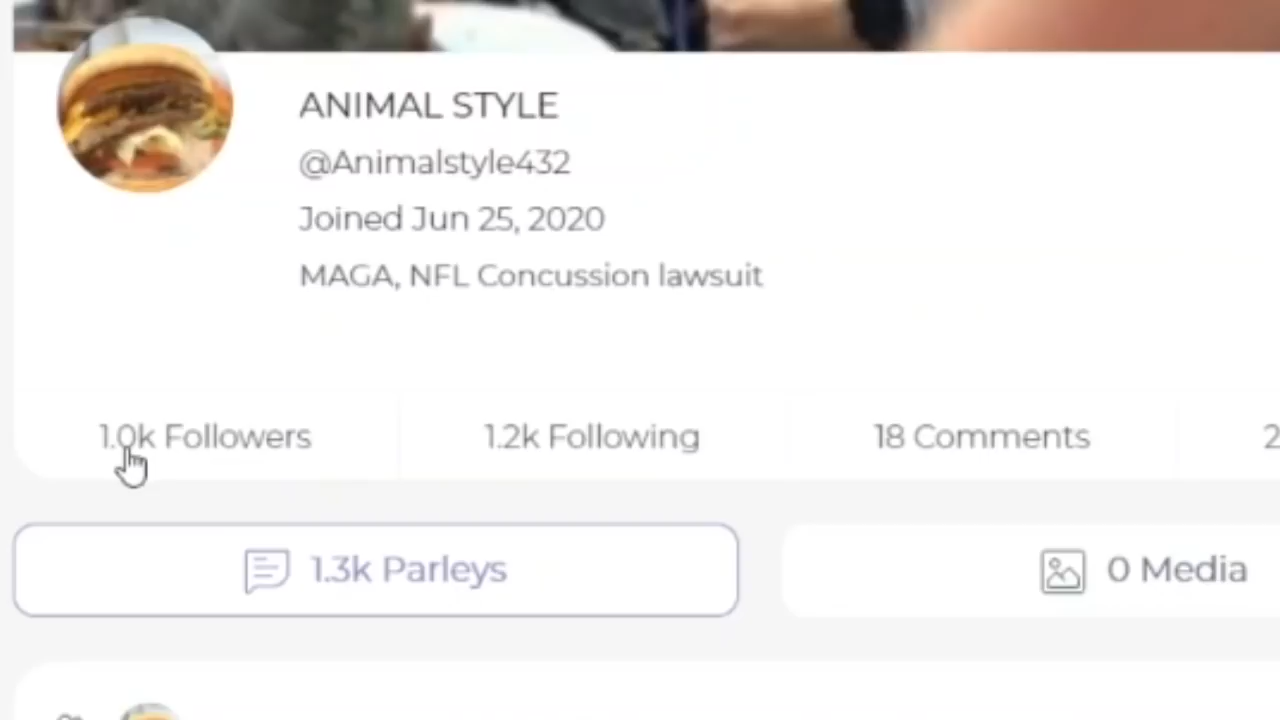 ANIMAL STYLE
@Animalstyle432
Joined Jun 25, 2020
MAGA, NFL Concussion lawsuit
1.0k Followers
1.2k Following
18 Comments
2
1.3k Parleys
0 Media